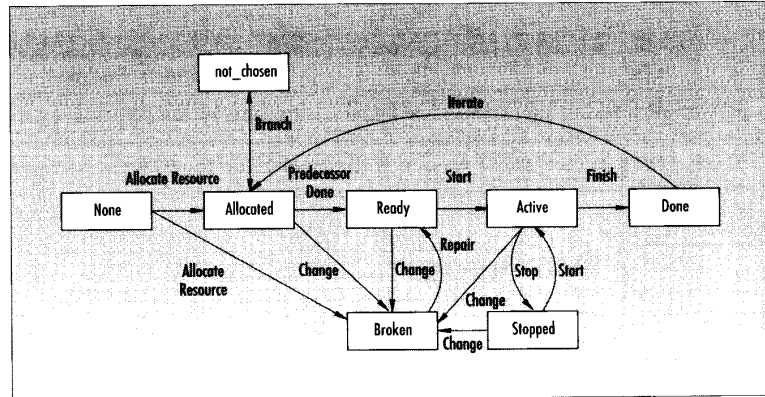 not_chosen
Iterate
Branch
Allocate Resource
Predecessor
Done
Start
Finish
None
Allocated
Ready
Active
Done
Allocate
Resource
Change
Change
Repair
Change
Stop
Start
Broken
Change
Stopped